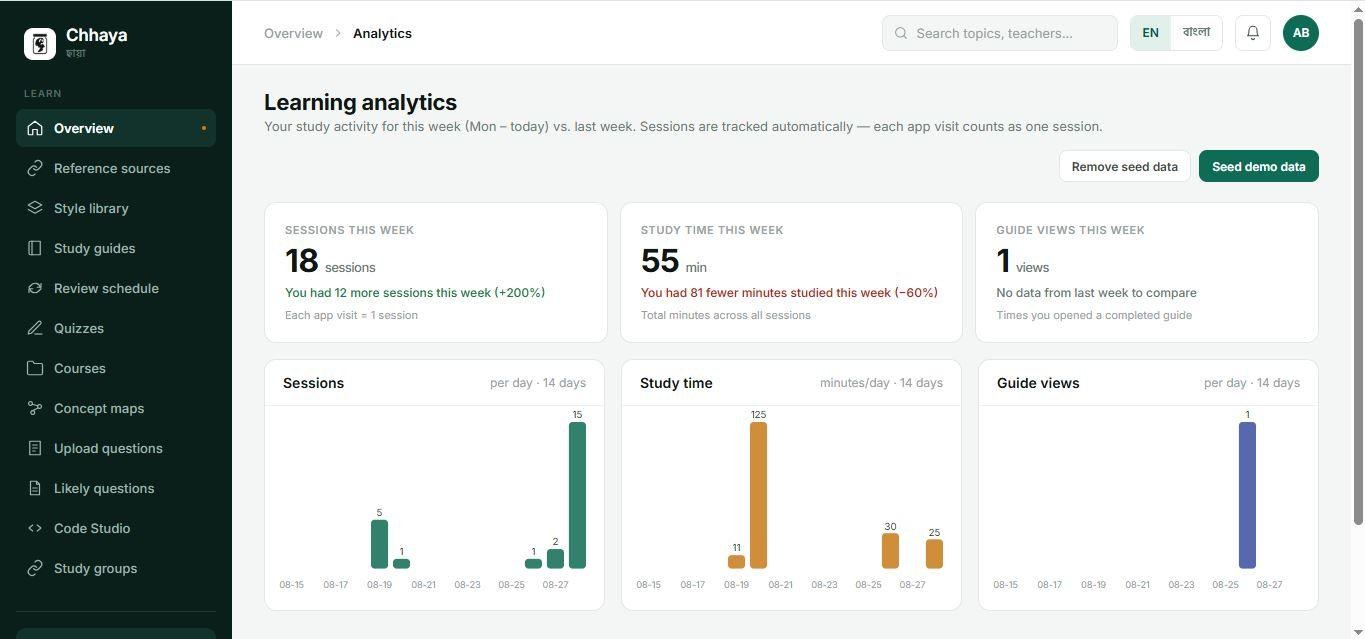 Chhaya
ছায়া
LEARN
Overview
Reference sources
Style library
Study guides
Review schedule
Quizzes
Courses
Concept maps
Upload questions
Likely questions
Code Studio
Study groups
Overview > Analytics
Search topics, teachers...
EN
বাংলা
AB
Learning analytics
Your study activity for this week (Mon – today) vs. last week. Sessions are tracked automatically — each app visit counts as one session.
Remove seed data
Seed demo data
SESSIONS THIS WEEK
18 sessions
You had 12 more sessions this week (+200%)
Each app visit = 1 session
STUDY TIME THIS WEEK
55 min
You had 81 fewer minutes studied this week (−60%)
Total minutes across all sessions
GUIDE VIEWS THIS WEEK
1 views
No data from last week to compare
Times you opened a completed guide
Sessions
per day · 14 days
15
5
1
1
2
08-15 08-17 08-19 08-21 08-23 08-25 08-27
Study time
minutes/day · 14 days
125
11
30
25
08-15 08-17 08-19 08-21 08-23 08-25 08-27
Guide views
per day · 14 days
1
08-15 08-17 08-19 08-21 08-23 08-25 08-27